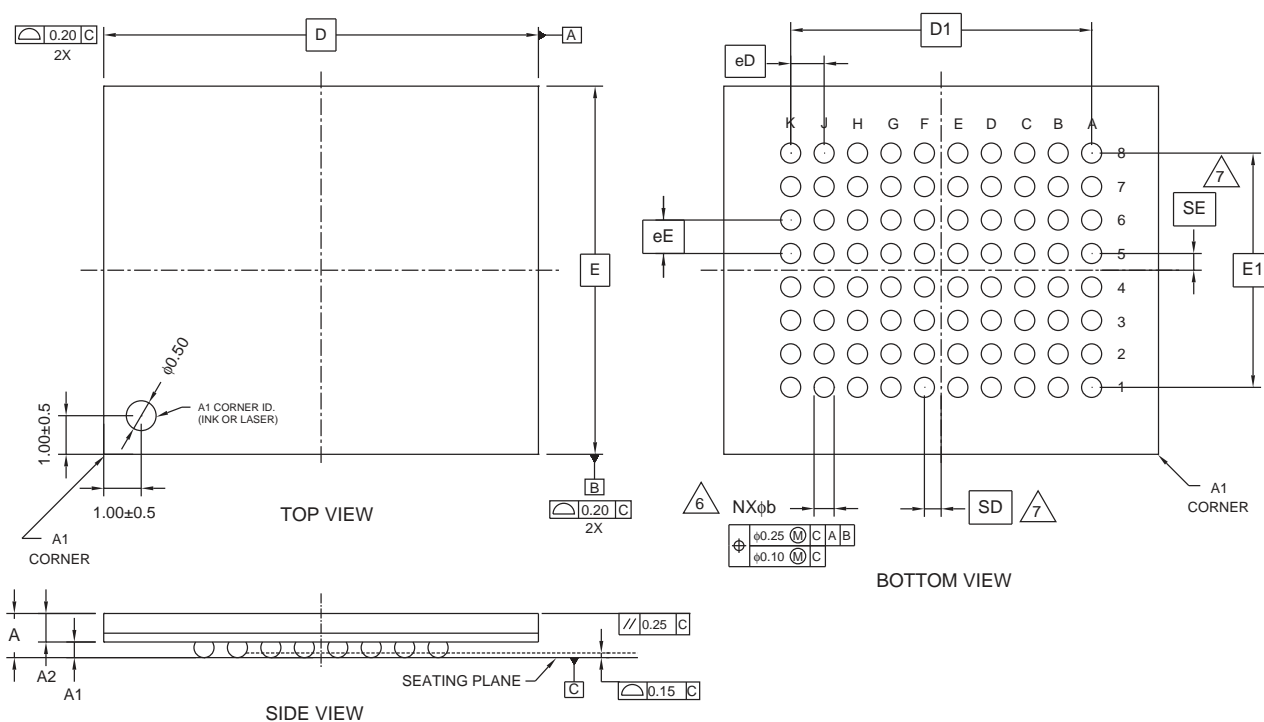 ⌓ 0.20 C
2X
D
A
E
φ0.50
A1 CORNER ID.
(INK OR LASER)
1.00±0.5
1.00±0.5
A1
CORNER
TOP VIEW
B
⌓ 0.20 C
2X
D1
eD
K J H G F E D C B A
8
7
6
5
4
3
2
1
7
SE
eE
E1
6
NXφb
⌖ φ0.25 Ⓜ C A B
φ0.10 Ⓜ C
SD
7
A1
CORNER
BOTTOM VIEW
A
A2
A1
// 0.25 C
SEATING PLANE
C
⌓ 0.15 C
SIDE VIEW